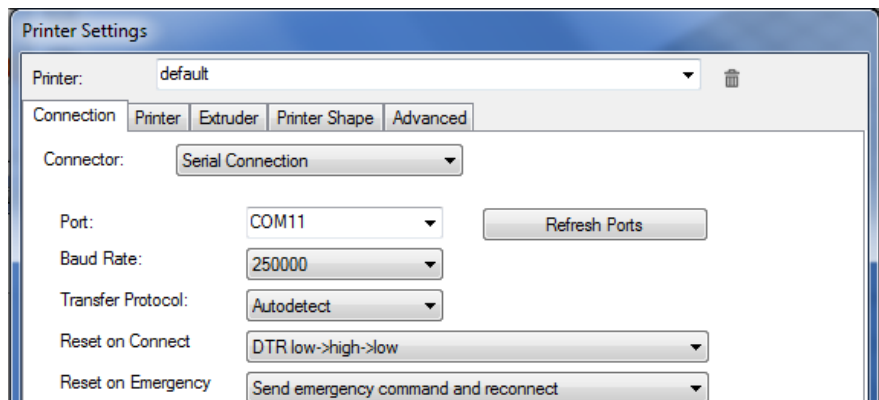 Printer Settings
Printer: default
Connection Printer Extruder Printer Shape Advanced
Connector: Serial Connection
Port: COM11 Refresh Ports
Baud Rate: 250000
Transfer Protocol: Autodetect
Reset on Connect DTR low->high->low
Reset on Emergency Send emergency command and reconnect